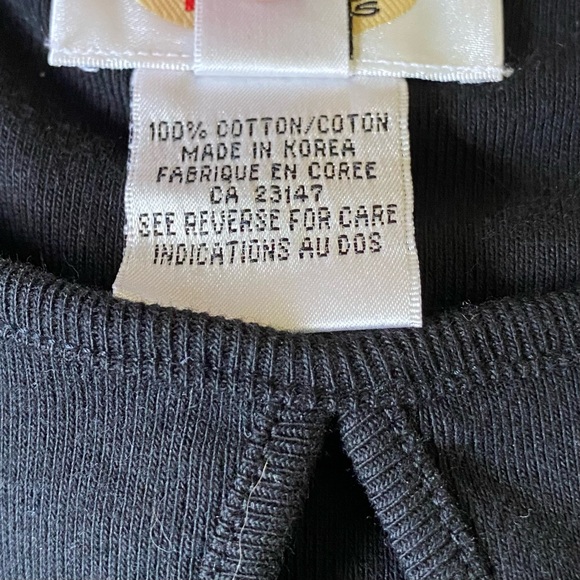 100% COTTON/COTON
MADE IN KOREA
FABRIQUE EN COREE
CA 23147
SEE REVERSE FOR CARE
INDICATIONS AU DOS